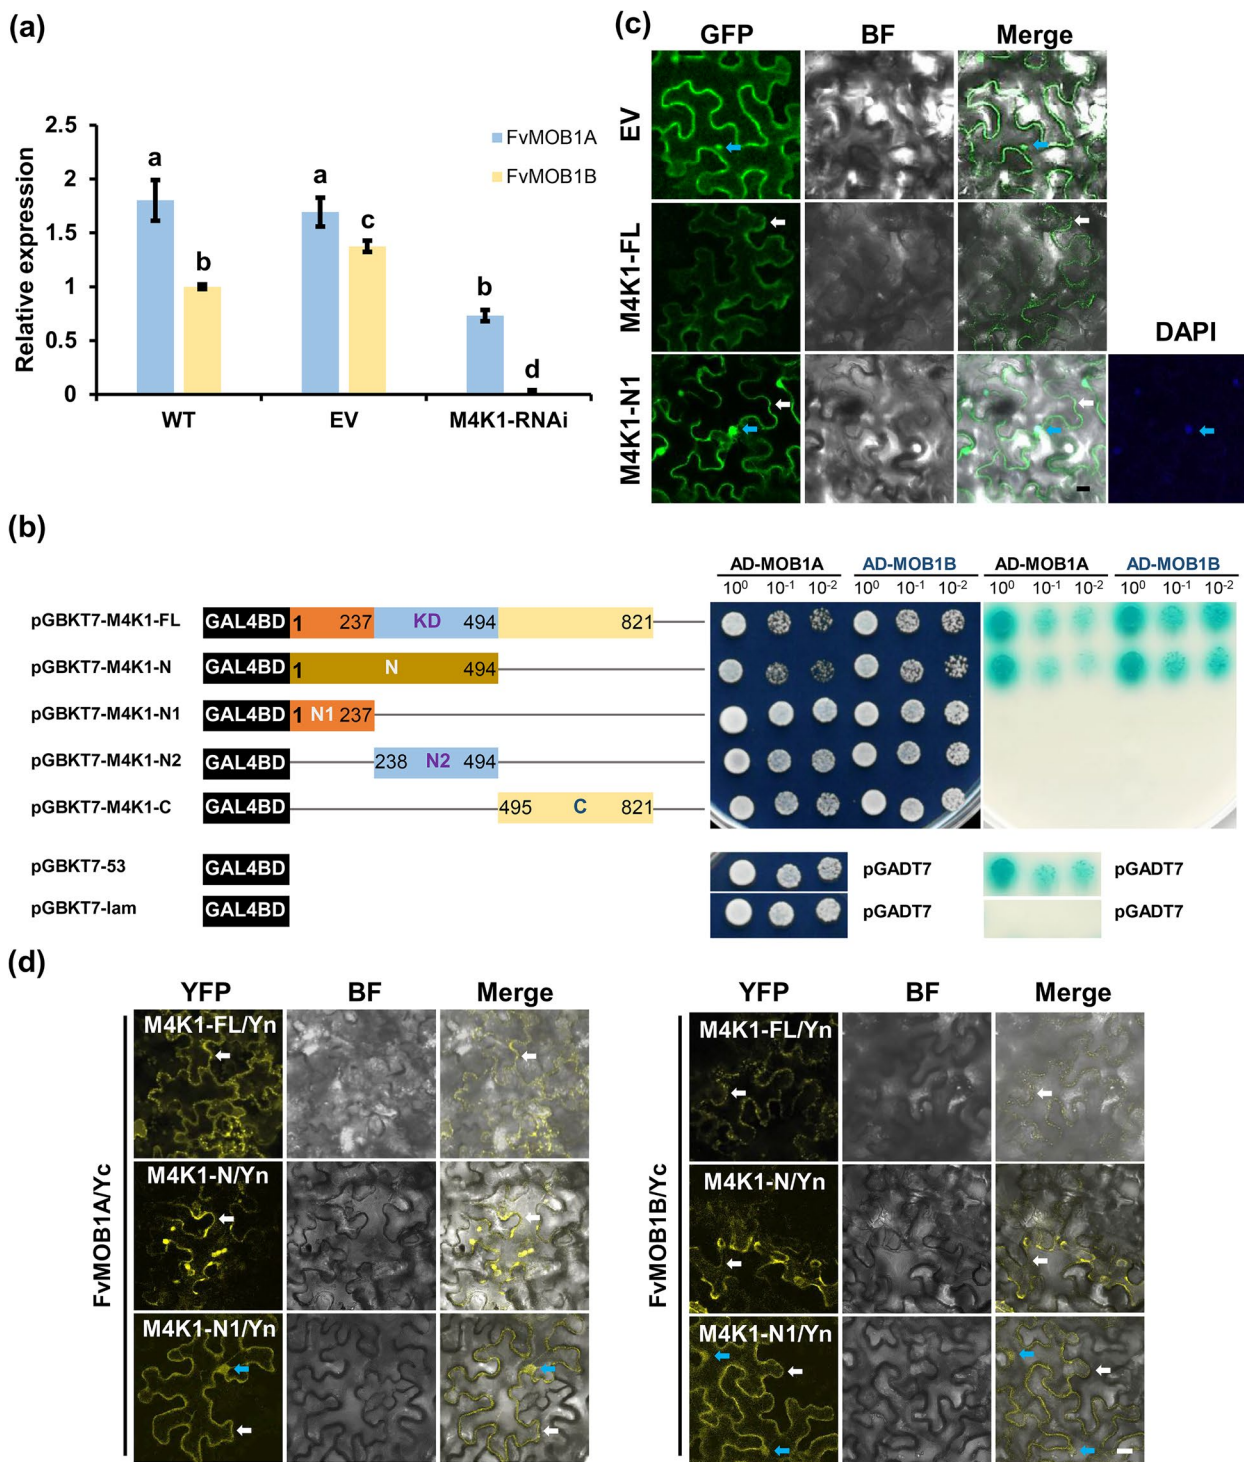 (a)
Relative expression
2.5
2
1.5
1
0.5
0
a
b
a
c
b
d
FvMOB1A
FvMOB1B
WT
EV
M4K1-RNAi
(c)
GFP
BF
Merge
EV
M4K1-FL
M4K1-N1
DAPI
(b)
AD-MOB1A
AD-MOB1B
AD-MOB1A
AD-MOB1B
10⁰ 10⁻¹ 10⁻² 10⁰ 10⁻¹ 10⁻² 10⁰ 10⁻¹ 10⁻² 10⁰ 10⁻¹ 10⁻²
pGBKT7-M4K1-FL GAL4BD 1 237 KD 494 821
pGBKT7-M4K1-N GAL4BD 1 N 494
pGBKT7-M4K1-N1 GAL4BD 1 N1 237
pGBKT7-M4K1-N2 GAL4BD 238 N2 494
pGBKT7-M4K1-C GAL4BD 495 C 821
pGBKT7-53 GAL4BD pGADT7 pGADT7
pGBKT7-lam GAL4BD pGADT7 pGADT7
(d)
YFP
BF
Merge
FvMOB1A/Yc
M4K1-FL/Yn
M4K1-N/Yn
M4K1-N1/Yn
YFP
BF
Merge
FvMOB1B/Yc
M4K1-FL/Yn
M4K1-N/Yn
M4K1-N1/Yn